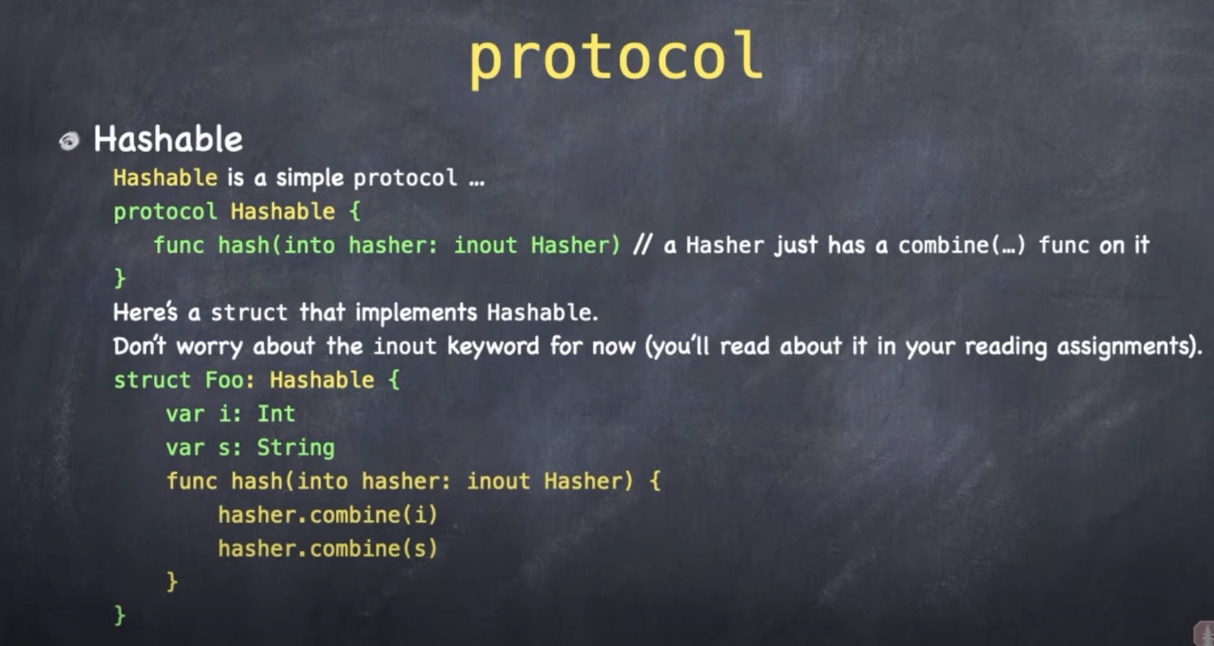 protocol
Hashable
Hashable is a simple protocol …
protocol Hashable {
    func hash(into hasher: inout Hasher) // a Hasher just has a combine(…) func on it
}
Here’s a struct that implements Hashable.
Don’t worry about the inout keyword for now (you’ll read about it in your reading assignments).
struct Foo: Hashable {
    var i: Int
    var s: String
    func hash(into hasher: inout Hasher) {
        hasher.combine(i)
        hasher.combine(s)
    }
}